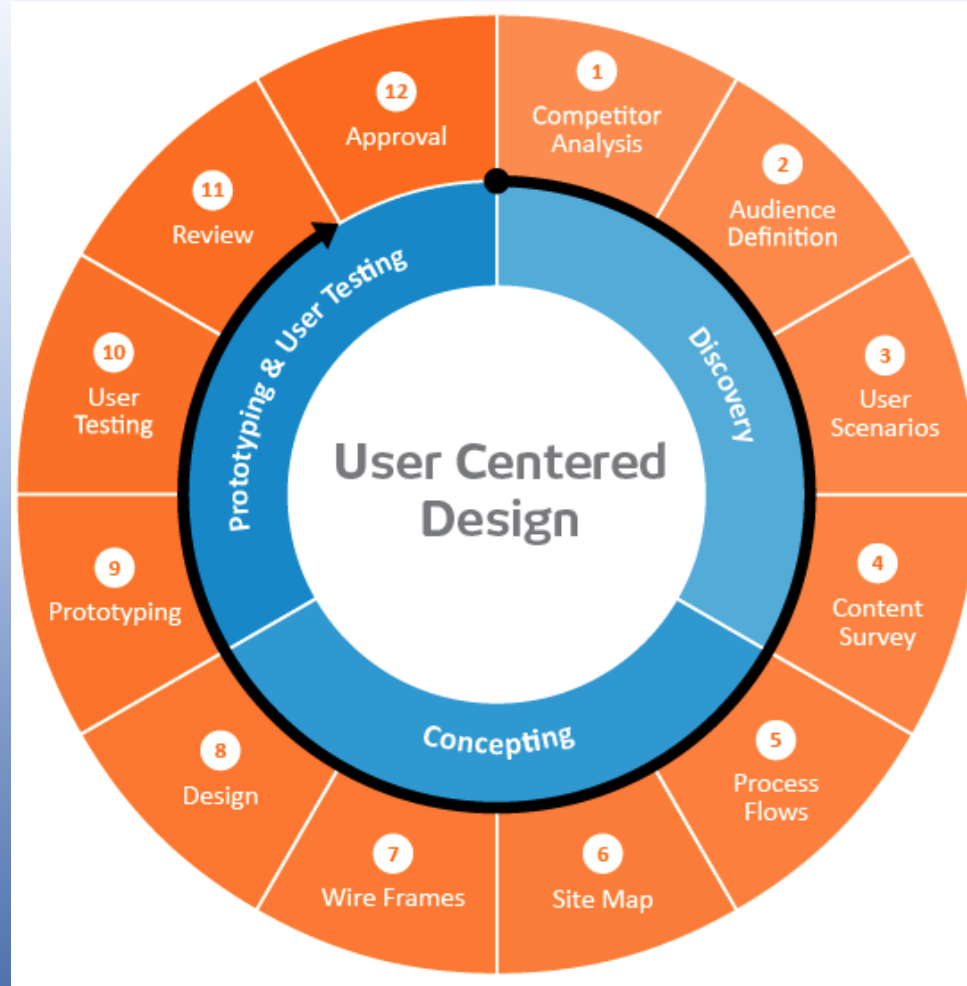 User Centered
Design
Discovery
Concepting
Prototyping & User Testing
1
Competitor
Analysis
2
Audience
Definition
3
User
Scenarios
4
Content
Survey
5
Process
Flows
6
Site Map
7
Wire Frames
8
Design
9
Prototyping
10
User
Testing
11
Review
12
Approval